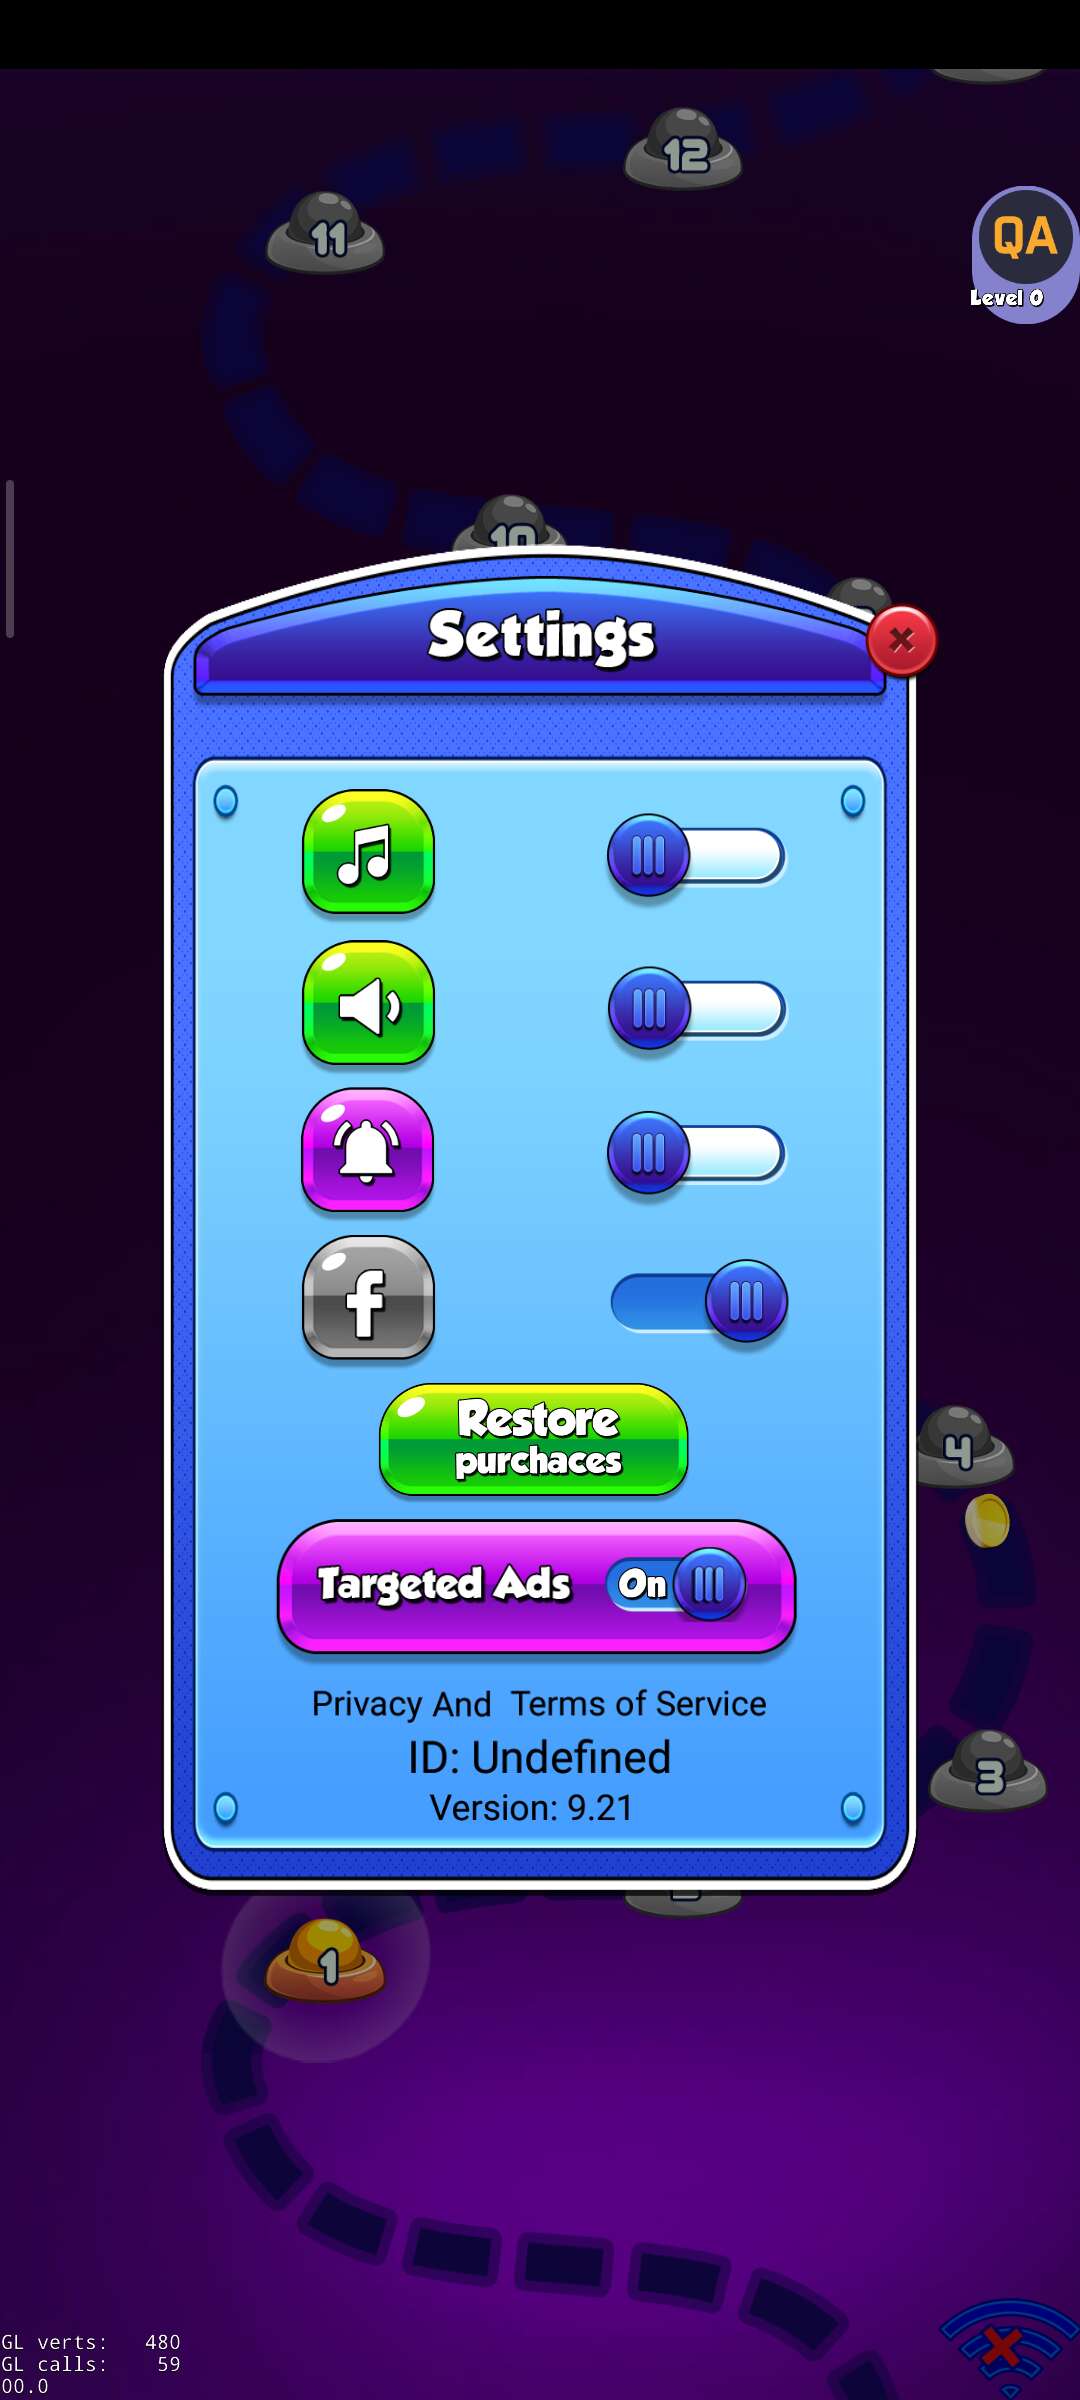 12
11
QA
Level 0
10
Settings
Restore
purchaces
4
Targeted Ads On
Privacy And Terms of Service
ID: Undefined
3
Version: 9.21
1
GL verts: 480
GL calls: 59
00.0